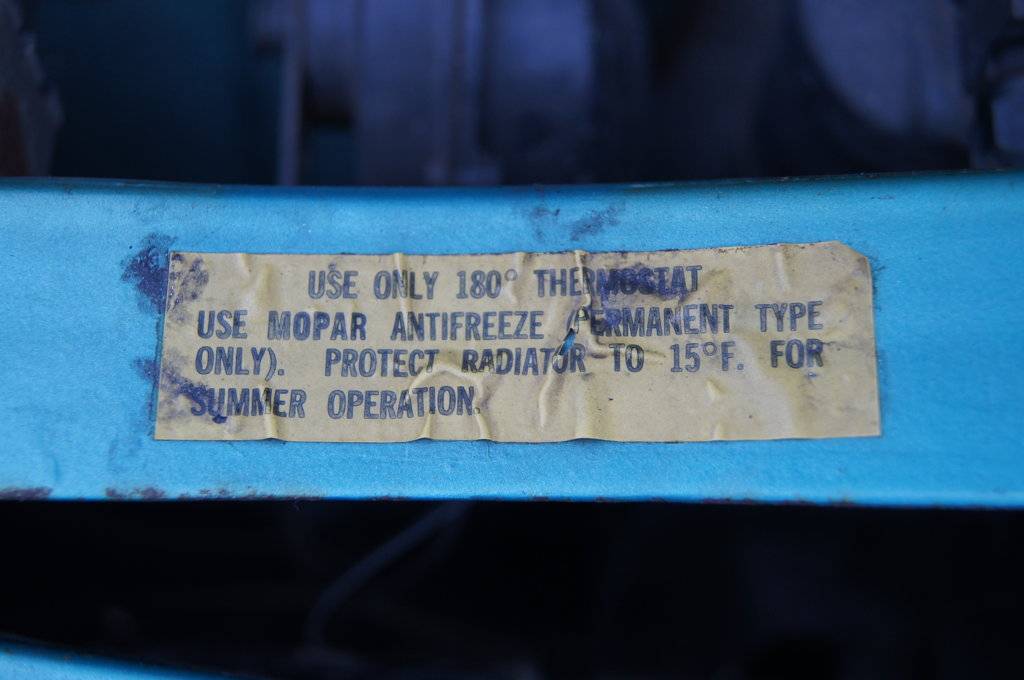 USE ONLY 180° THERMOSTAT
USE MOPAR ANTIFREEZE (PERMANENT TYPE
ONLY). PROTECT RADIATOR TO 15°F. FOR
SUMMER OPERATION.